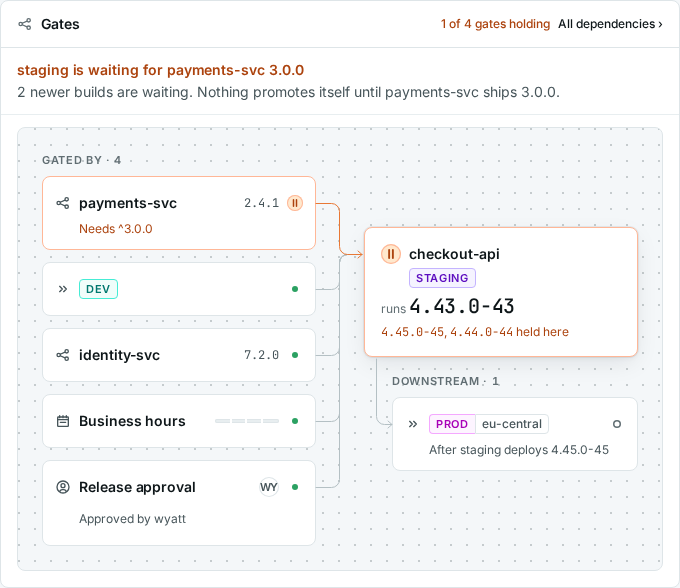 Gates
1 of 4 gates holding All dependencies ›
staging is waiting for payments-svc 3.0.0
2 newer builds are waiting. Nothing promotes itself until payments-svc ships 3.0.0.
GATED BY · 4
payments-svc 2.4.1
Needs ^3.0.0
DEV
identity-svc 7.2.0
Business hours
Release approval WY
Approved by wyatt
checkout-api
STAGING
runs 4.43.0-43
4.45.0-45, 4.44.0-44 held here
DOWNSTREAM · 1
PROD eu-central
After staging deploys 4.45.0-45